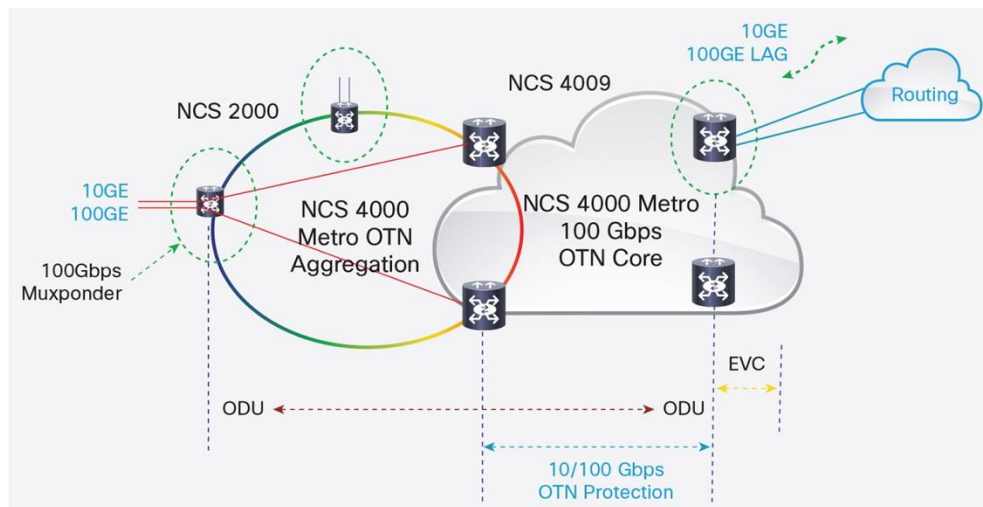 10GE
100GE LAG
NCS 4009
Routing
NCS 2000
10GE
100GE
NCS 4000
Metro OTN
Aggregation
NCS 4000 Metro
100 Gbps
OTN Core
100Gbps
Muxponder
EVC
ODU
ODU
10/100 Gbps
OTN Protection